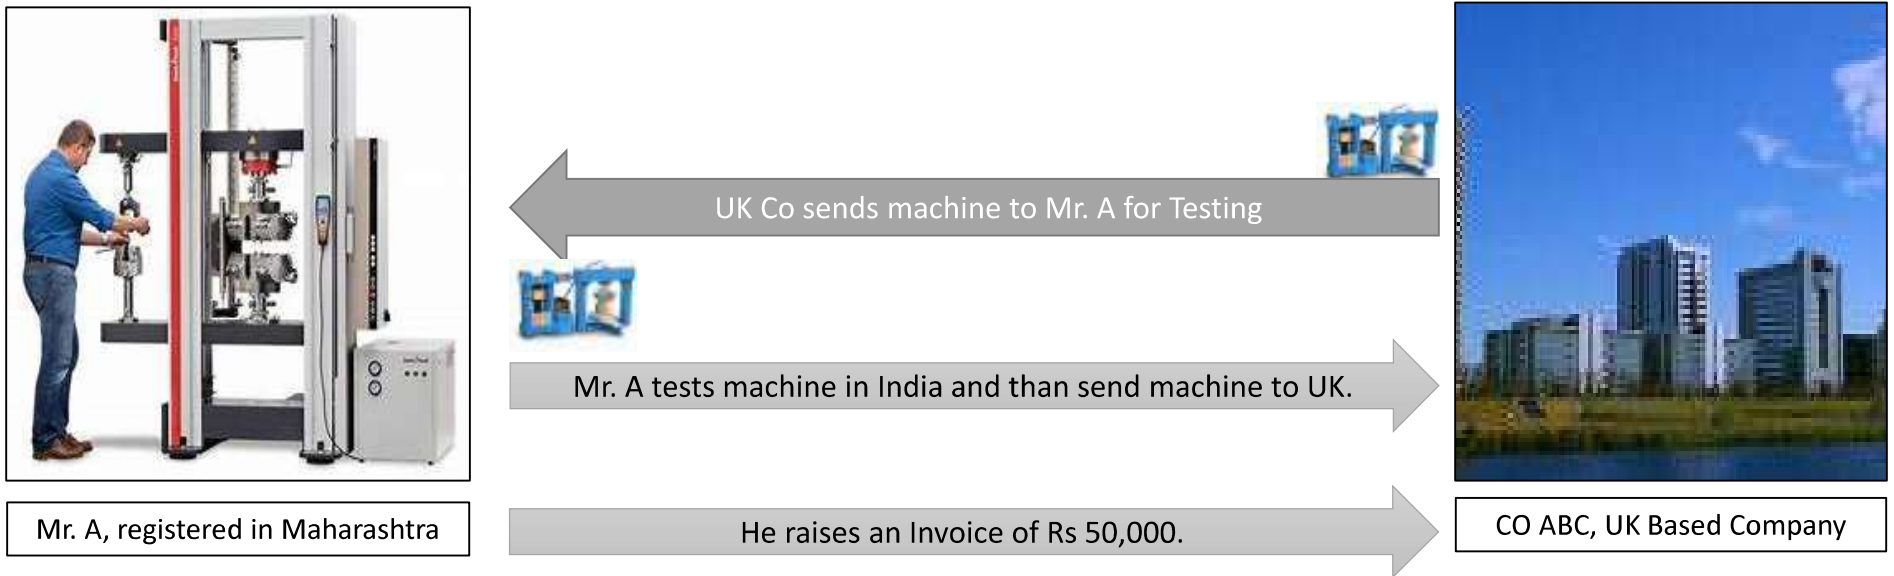 UK Co sends machine to Mr. A for Testing
Mr. A tests machine in India and than send machine to UK.
Mr. A, registered in Maharashtra
He raises an Invoice of Rs 50,000.
CO ABC, UK Based Company